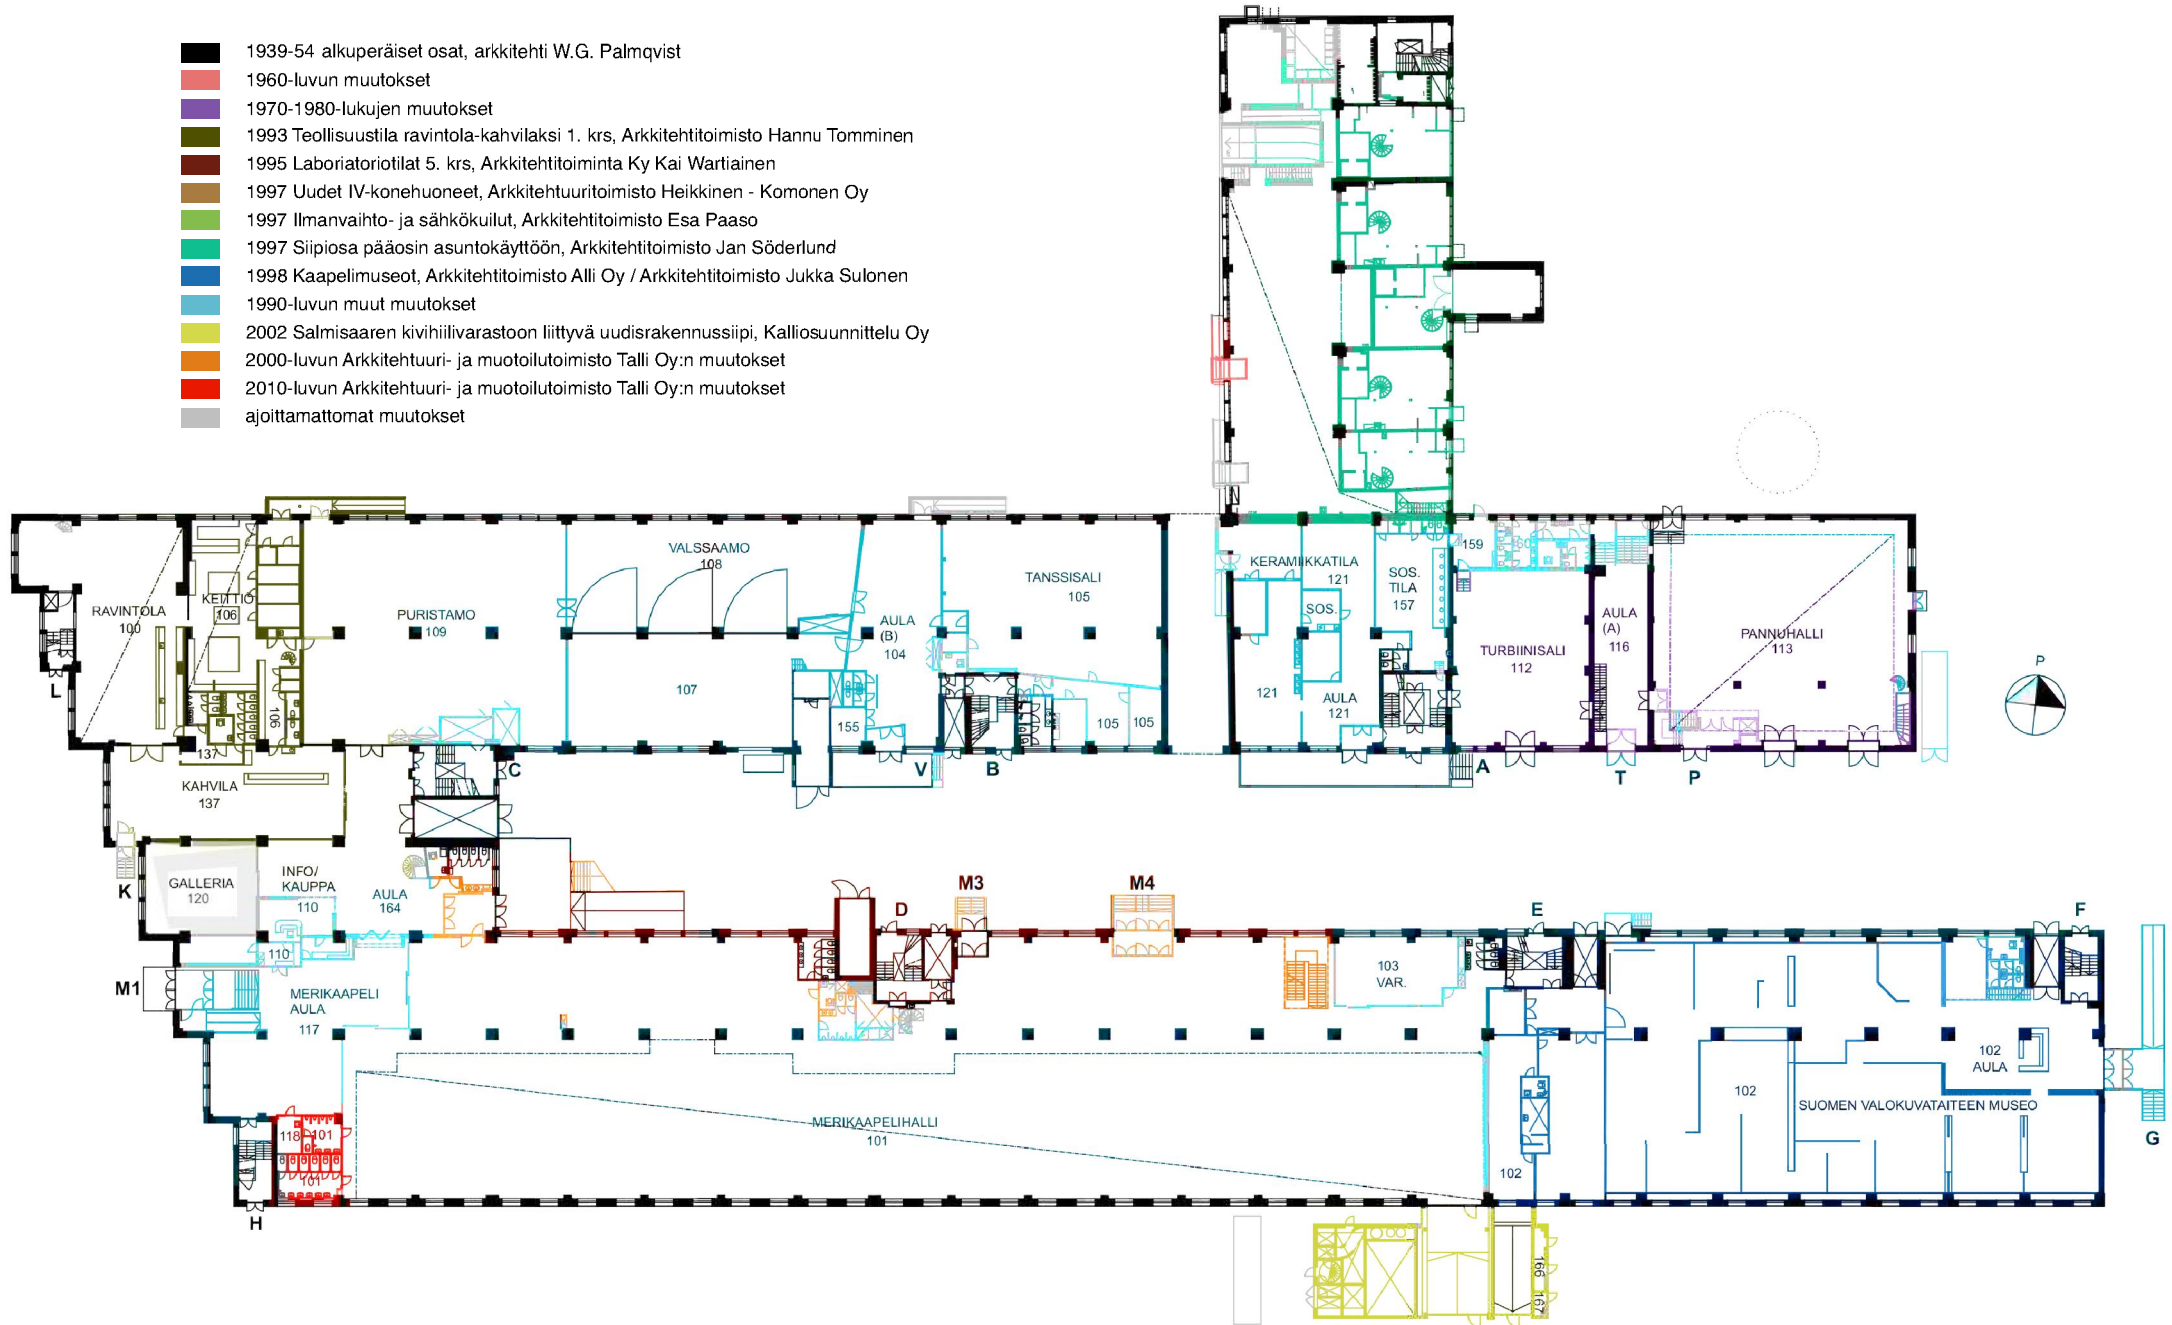 1939-54 alkuperäiset osat, arkkitehti W.G. Palmqvist
1960-luvun muutokset
1970-1980-lukujen muutokset
1993 Teollisuustila ravintola-kahvilaksi 1. krs, Arkkitehtitoimisto Hannu Tomminen
1995 Laboriatoriotilat 5. krs, Arkkitehtitoiminta Ky Kai Wartiainen
1997 Uudet IV-konehuoneet, Arkkitehtuuritoimisto Heikkinen - Komonen Oy
1997 Ilmanvaihto- ja sähkökuilut, Arkkitehtitoimisto Esa Paaso
1997 Siipiosa pääosin asuntokäyttöön, Arkkitehtitoimisto Jan Söderlund
1998 Kaapelimuseot, Arkkitehtitoimisto Alli Oy / Arkkitehtitoimisto Jukka Sulonen
1990-luvun muut muutokset
2002 Salmisaaren kivihiilivarastoon liittyvä uudisrakennussiipi, Kalliosuunnittelu Oy
2000-luvun Arkkitehtuuri- ja muotoilutoimisto Talli Oy:n muutokset
2010-luvun Arkkitehtuuri- ja muotoilutoimisto Talli Oy:n muutokset
ajoittamattomat muutokset
RAVINTOLA
100
KEITTIÖ
106
106
137
PURISTAMO
109
VALSSAAMO
108
107
AULA
(B)
104
155
TANSSISALI
105
105
105
KERAMIIKKATILA
121
SOS.
121
AULA
121
SOS.
TILA
157
159
TURBIINISALI
112
AULA
(A)
116
PANNUHALLI
113
P
L
C
V
B
A
T
P
KAHVILA
137
K
GALLERIA
120
INFO/
KAUPPA
110
AULA
164
110
M1
MERIKAAPELI
AULA
117
D
M3
M4
E
F
103
VAR.
MERIKAAPELIHALLI
101
118
101
101
H
102
102
102
AULA
SUOMEN VALOKUVATAITEEN MUSEO
G
166
167